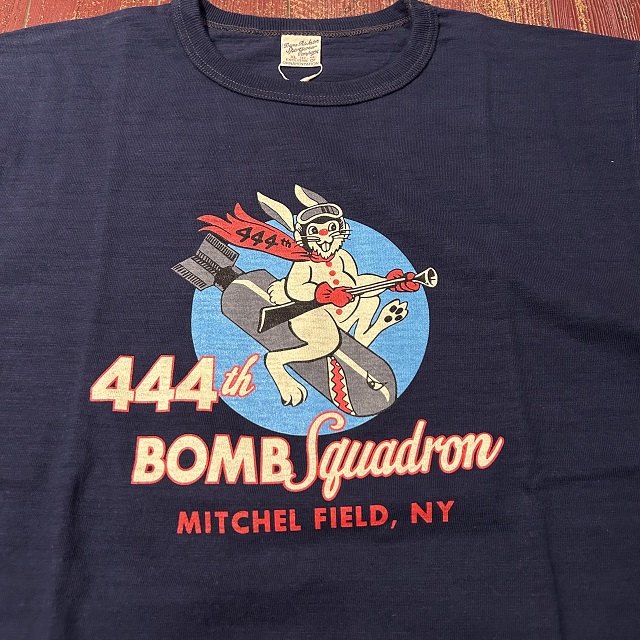 444th
444th
BOMB Squadron
MITCHEL FIELD, NY